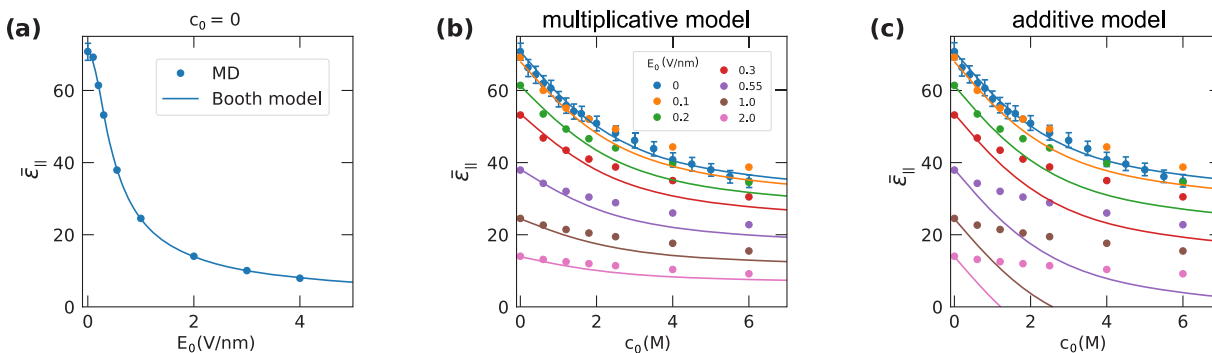 (a)
c₀ = 0
MD
Booth model
ε̄||
60
40
20
0
0 1 2 3 4
E₀(V/nm)
(b)
multiplicative model
E₀(V/nm)
0
0.1
0.2
0.3
0.55
1.0
2.0
ε̄||
60
40
20
0
0 2 4 6
c₀(M)
(c)
additive model
ε̄||
60
40
20
0
0 2 4 6
c₀(M)